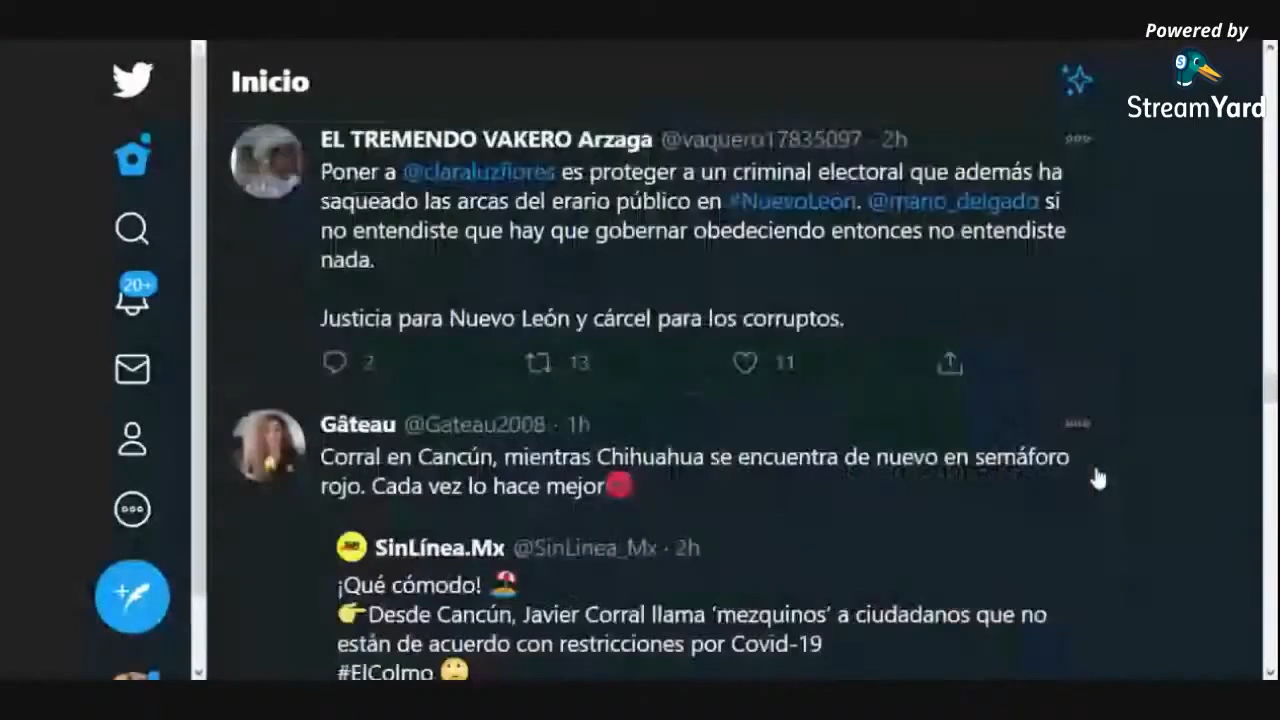 Powered by
StreamYard
Inicio
EL TREMENDO VAKERO Arzaga @vaquero17835097 · 2h
Poner a @claraluzflores es proteger a un criminal electoral que además ha
saqueado las arcas del erario público en #NuevoLeón. @mario_delgado si
no entendiste que hay que gobernar obedeciendo entonces no entendiste
nada.
Justicia para Nuevo León y cárcel para los corruptos.
2 13 11
20+
Gâteau @Gateau2008 · 1h
Corral en Cancún, mientras Chihuahua se encuentra de nuevo en semáforo
rojo. Cada vez lo hace mejor
SinLínea.Mx @SinLinea_Mx · 2h
¡Qué cómodo! 🏖
👉Desde Cancún, Javier Corral llama ‘mezquinos’ a ciudadanos que no
están de acuerdo con restricciones por Covid-19
#ElColmo